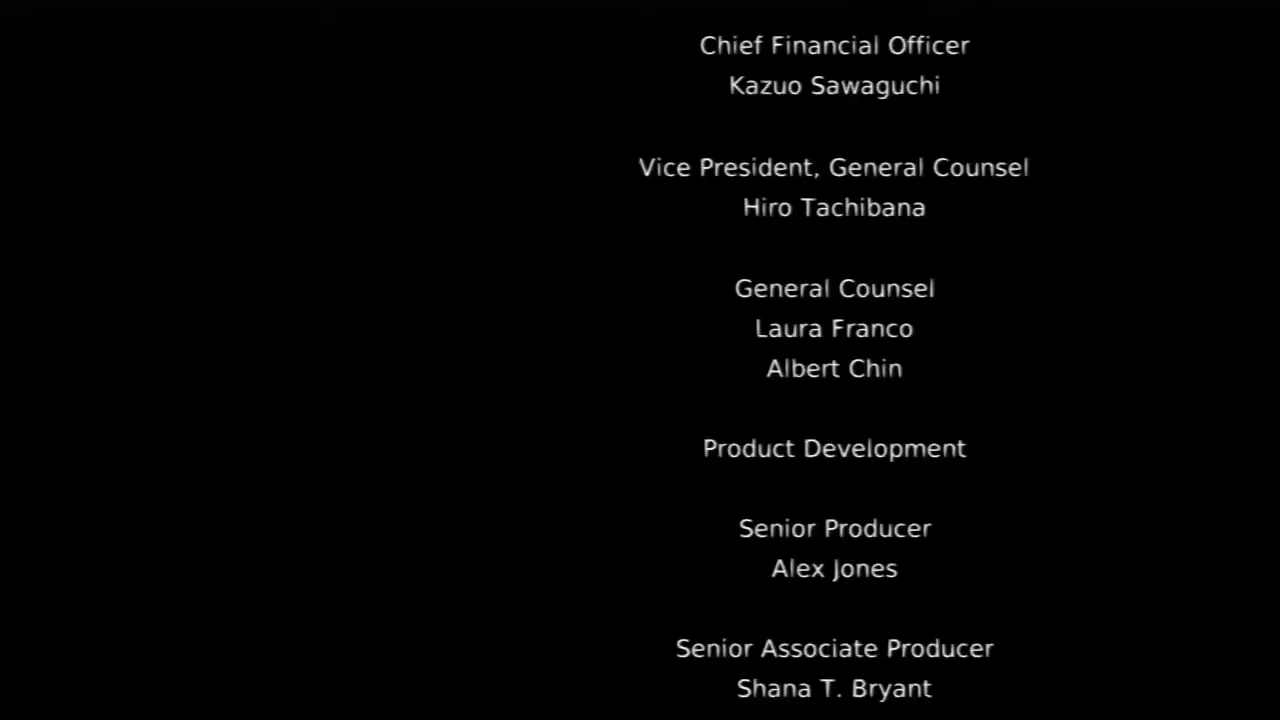 Chief Financial Officer
Kazuo Sawaguchi
Vice President, General Counsel
Hiro Tachibana
General Counsel
Laura Franco
Albert Chin
Product Development
Senior Producer
Alex Jones
Senior Associate Producer
Shana T. Bryant